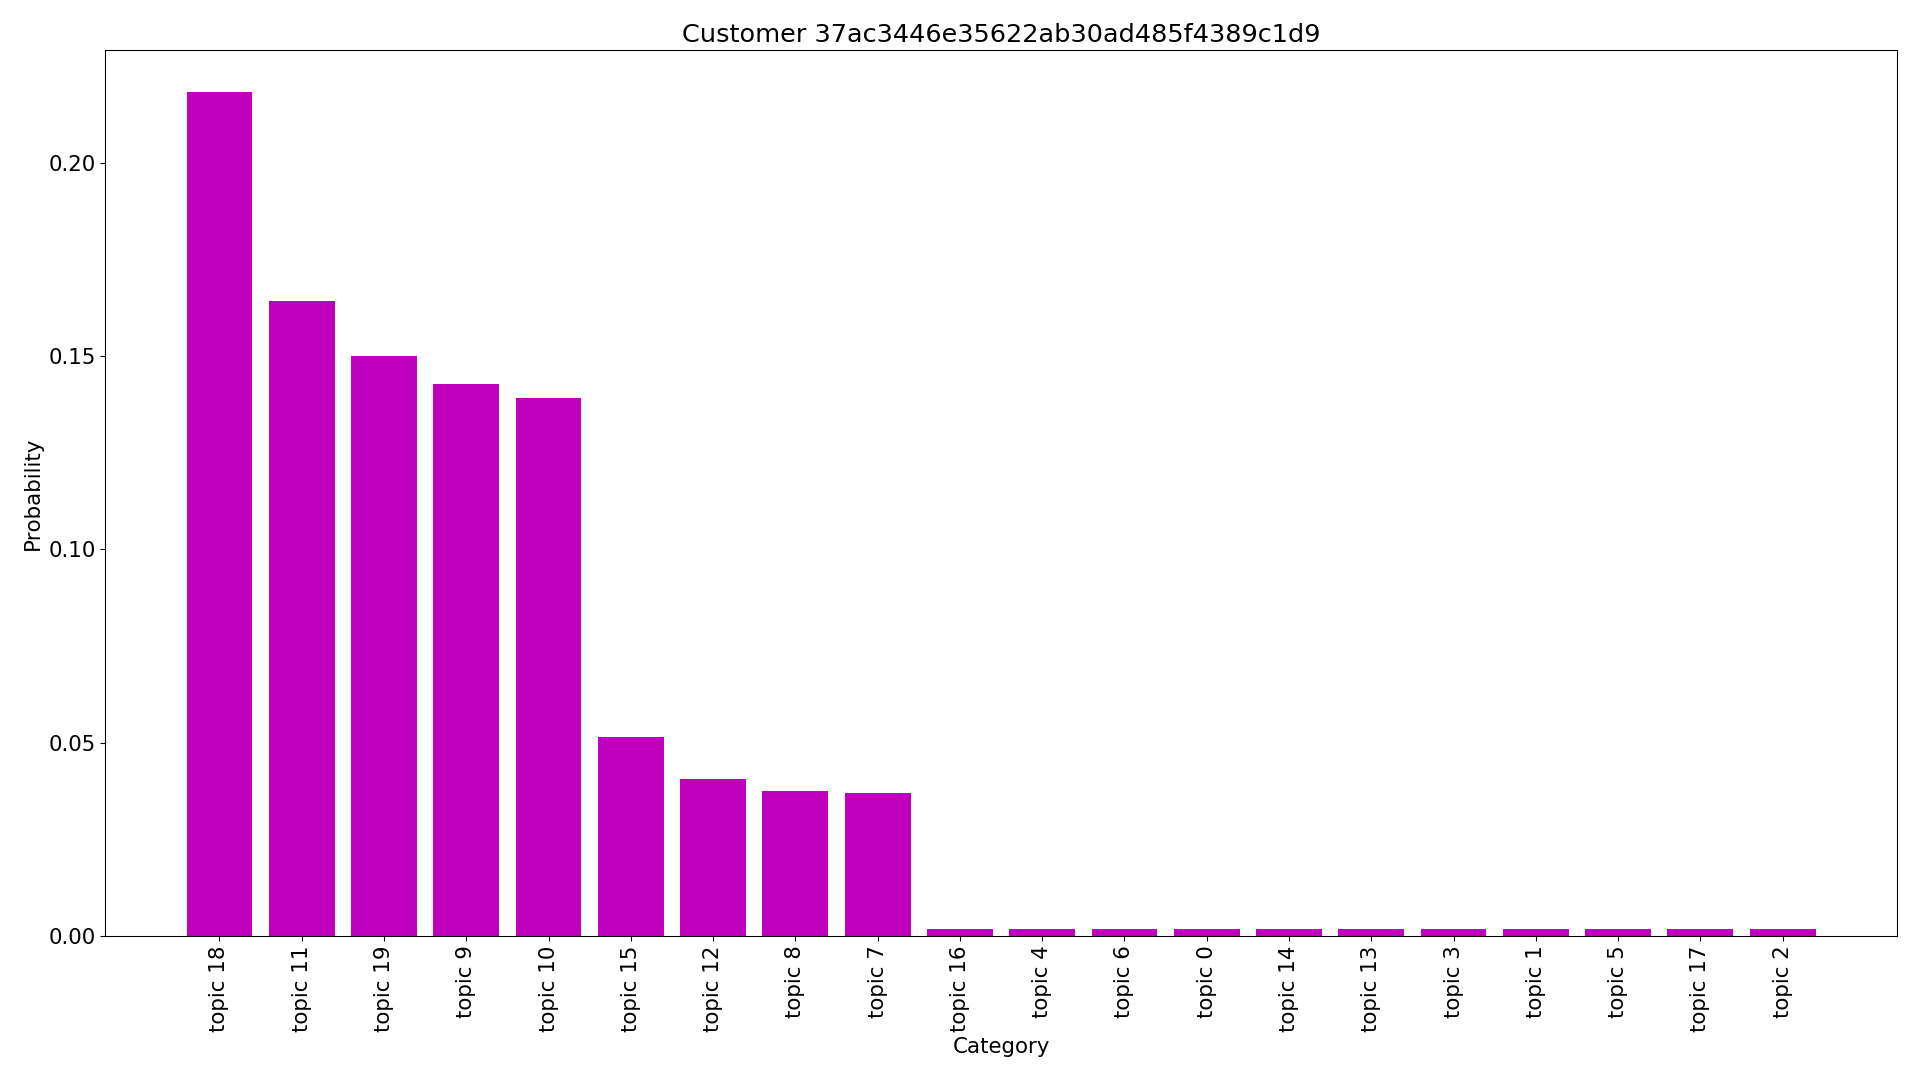 Customer 37ac3446e35622ab30ad485f4389c1d9
Probability
0.20
0.15
0.10
0.05
0.00
topic 18
topic 11
topic 19
topic 9
topic 10
topic 15
topic 12
topic 8
topic 7
topic 16
topic 4
topic 6
topic 0
topic 14
topic 13
topic 3
topic 1
topic 5
topic 17
topic 2
Category